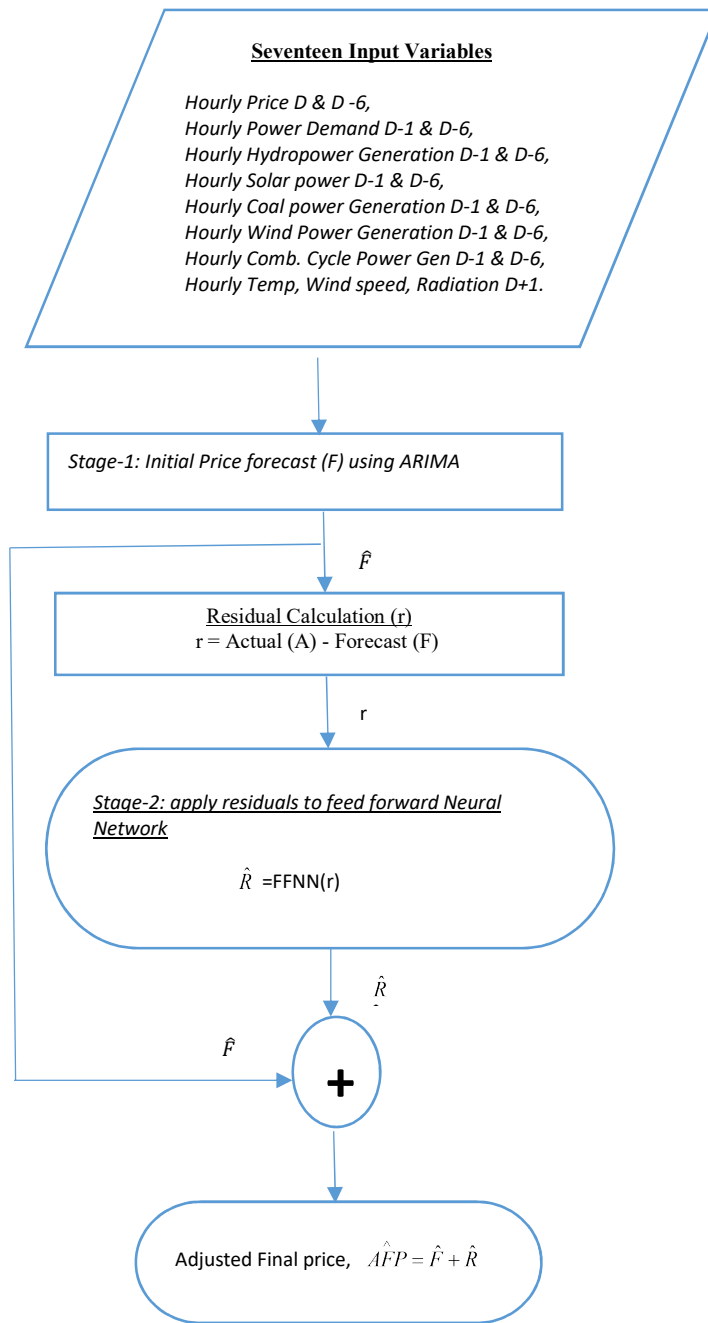 Seventeen Input Variables
Hourly Price D & D -6,
Hourly Power Demand D-1 & D-6,
Hourly Hydropower Generation D-1 & D-6,
Hourly Solar power D-1 & D-6,
Hourly Coal power Generation D-1 & D-6,
Hourly Wind Power Generation D-1 & D-6,
Hourly Comb. Cycle Power Gen D-1 & D-6,
Hourly Temp, Wind speed, Radiation D+1.
Stage-1: Initial Price forecast (F) using ARIMA
F̂
Residual Calculation (r)
r = Actual (A) - Forecast (F)
r
Stage-2: apply residuals to feed forward Neural
Network
R̂ =FFNN(r)
R̂
F̂
+
Adjusted Final price, AF̂P = F̂ + R̂